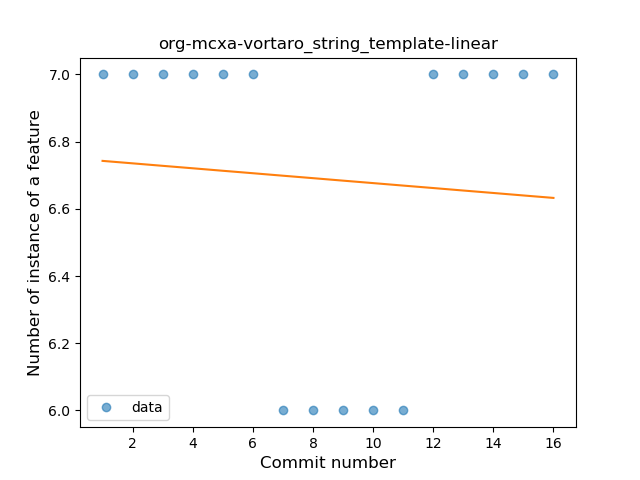 org-mcxa-vortaro_string_template-linear
Number of instance of a feature
7.0
6.8
6.6
6.4
6.2
6.0
data
2 4 6 8 10 12 14 16
Commit number